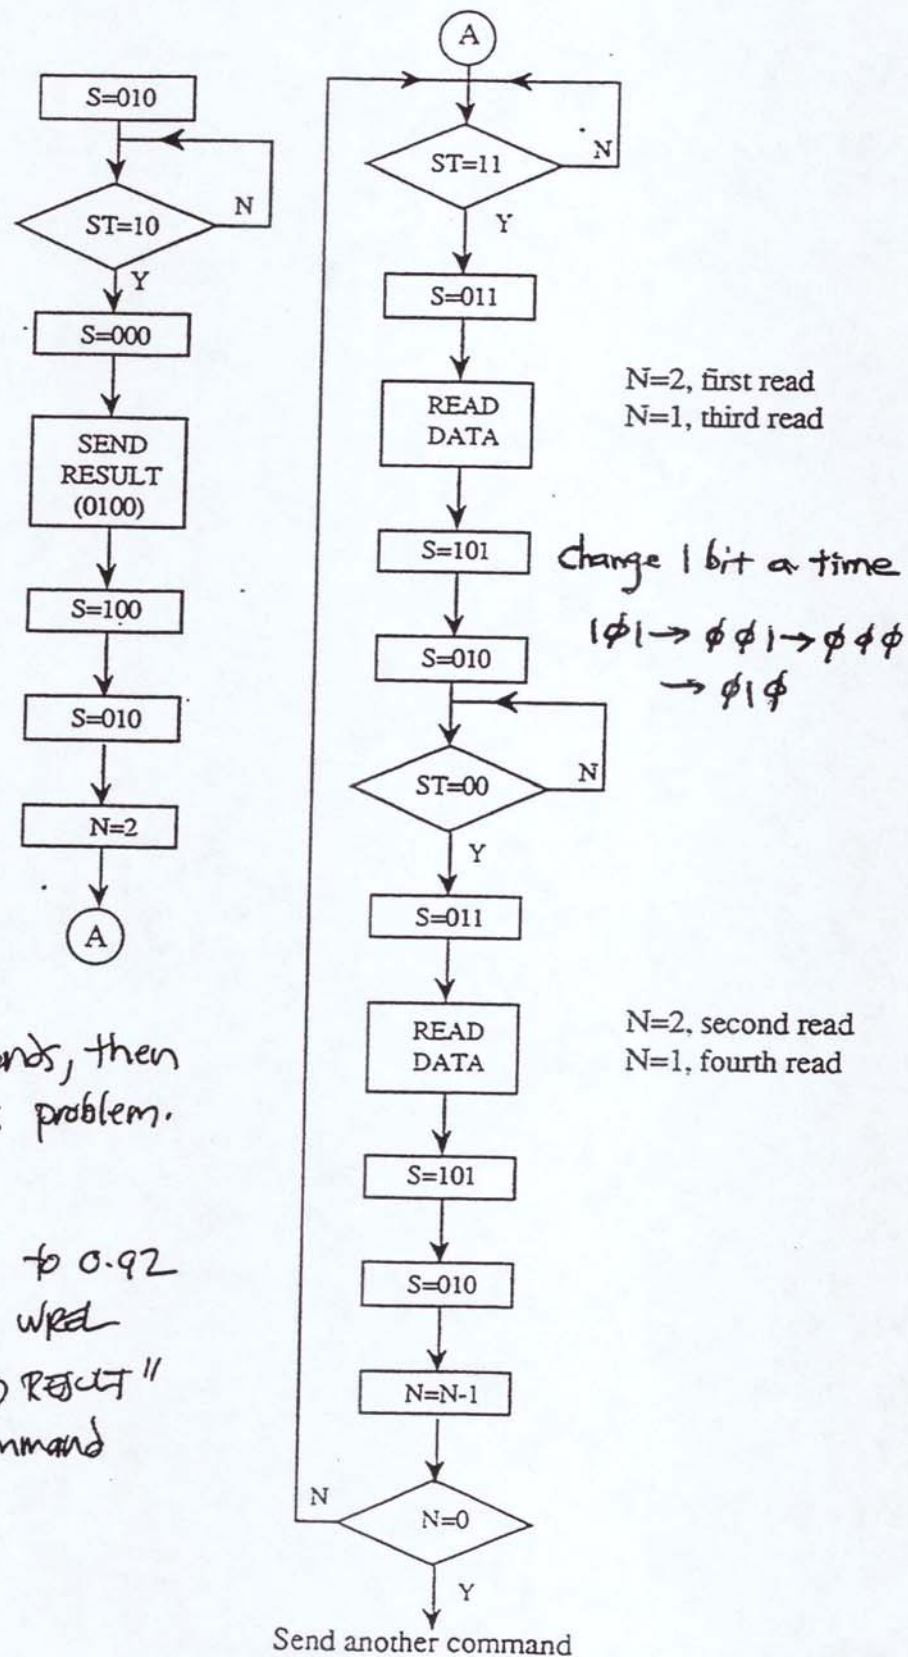 S=010
ST=10
N
Y
S=000
SEND
RESULT
(0100)
S=100
S=010
N=2
A
A
ST=11
N
Y
S=011
READ
DATA
N=2, first read
N=1, third read
S=101
Change 1 bit a time
1φ1→φφ1→φφφ
→φ1φ
S=010
ST=00
N
Y
S=011
READ
DATA
N=2, second read
N=1, fourth read
S=101
S=010
N=N-1
N=0
N
Y
Send another command
then
problem.
to 0.92
RESULT"